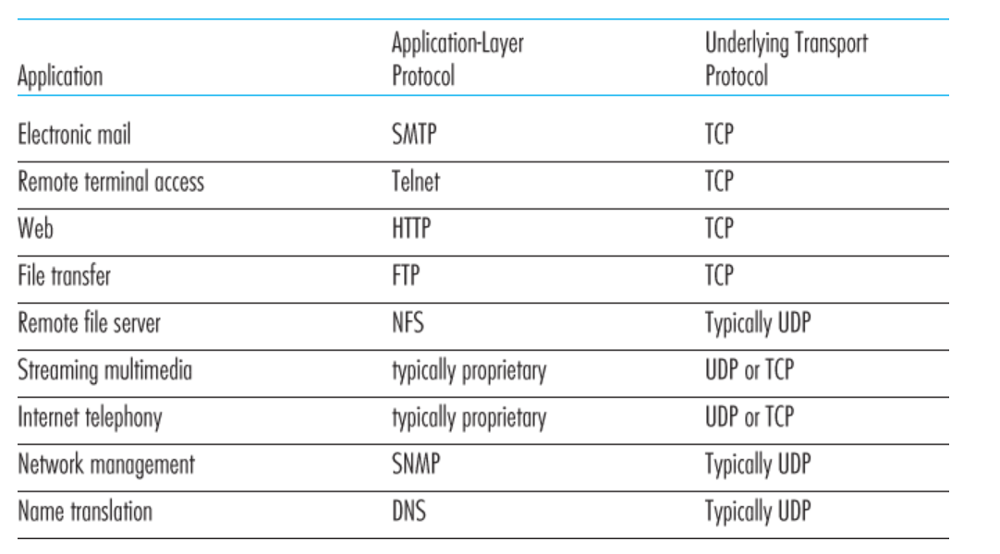 Application Application-Layer Protocol Underlying Transport Protocol
Electronic mail SMTP TCP
Remote terminal access Telnet TCP
Web HTTP TCP
File transfer FTP TCP
Remote file server NFS Typically UDP
Streaming multimedia typically proprietary UDP or TCP
Internet telephony typically proprietary UDP or TCP
Network management SNMP Typically UDP
Name translation DNS Typically UDP